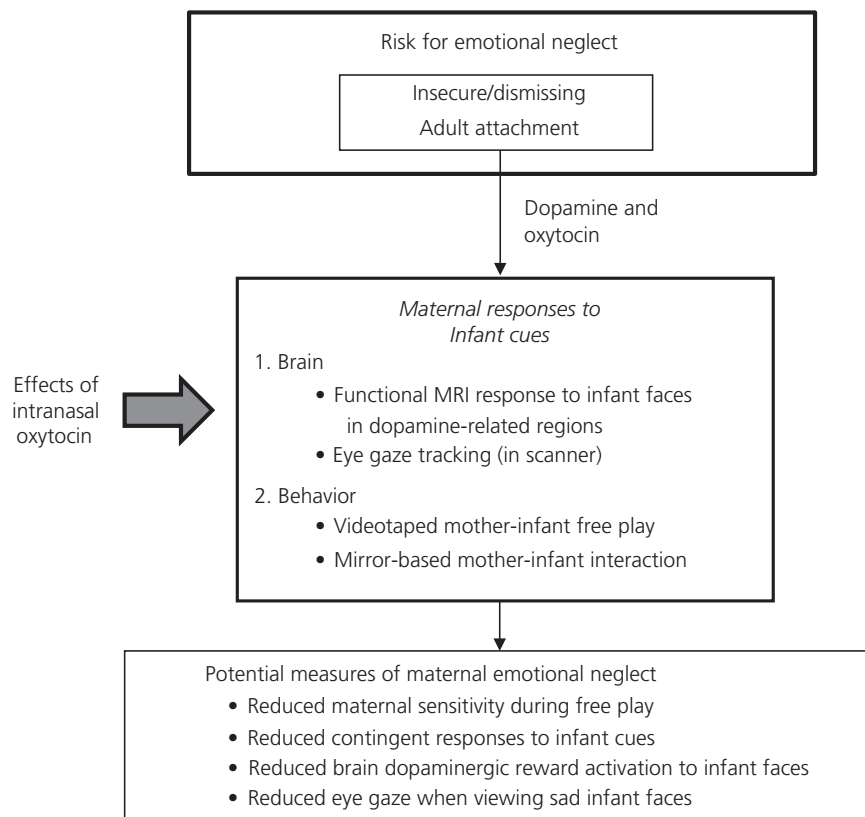 Risk for emotional neglect
Insecure/dismissing
Adult attachment
Dopamine and
oxytocin
Maternal responses to
Infant cues
1. Brain
• Functional MRI response to infant faces
in dopamine-related regions
• Eye gaze tracking (in scanner)
2. Behavior
• Videotaped mother-infant free play
• Mirror-based mother-infant interaction
Effects of
intranasal
oxytocin
Potential measures of maternal emotional neglect
• Reduced maternal sensitivity during free play
• Reduced contingent responses to infant cues
• Reduced brain dopaminergic reward activation to infant faces
• Reduced eye gaze when viewing sad infant faces